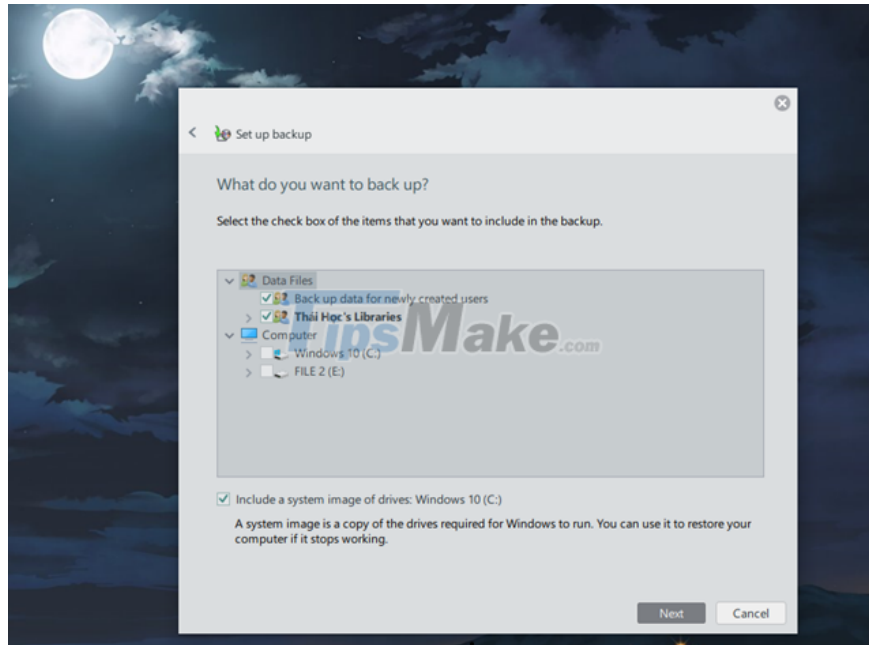 Set up backup
What do you want to back up?
Select the check box of the items that you want to include in the backup.
Data Files
Back up data for newly created users
Thái Học's Libraries
Computer
Windows 10 (C:)
FILE 2 (E:)
TipsMake.com
Include a system image of drives: Windows 10 (C:)
A system image is a copy of the drives required for Windows to run. You can use it to restore your
computer if it stops working.
Next Cancel